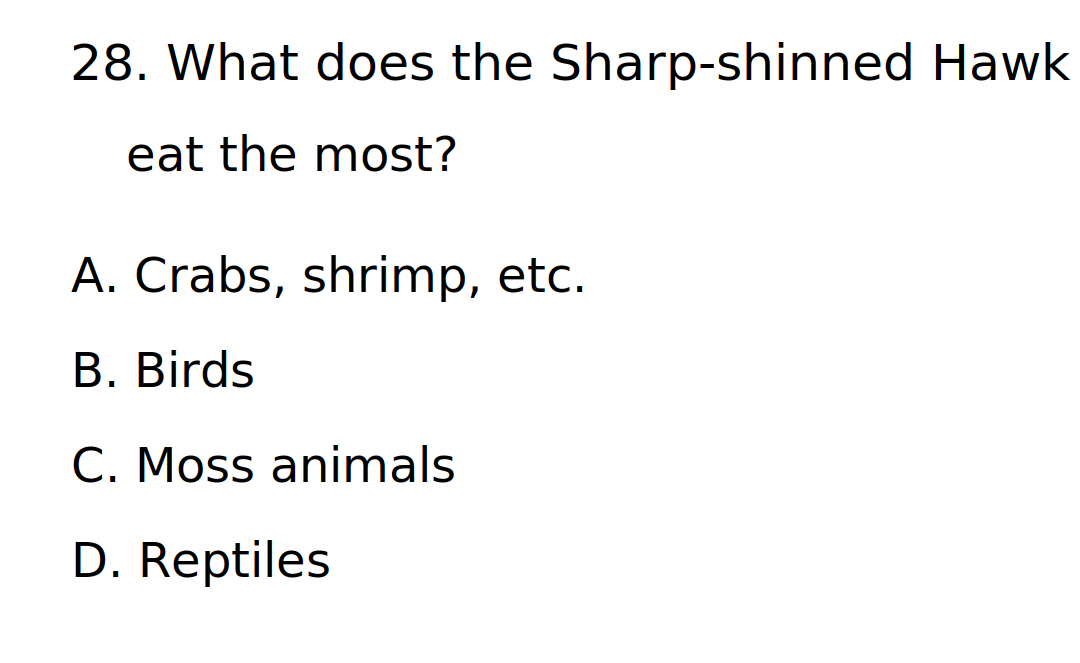 28. What does the Sharp-shinned Hawk
eat the most?
A. Crabs, shrimp, etc.
B. Birds
C. Moss animals
D. Reptiles